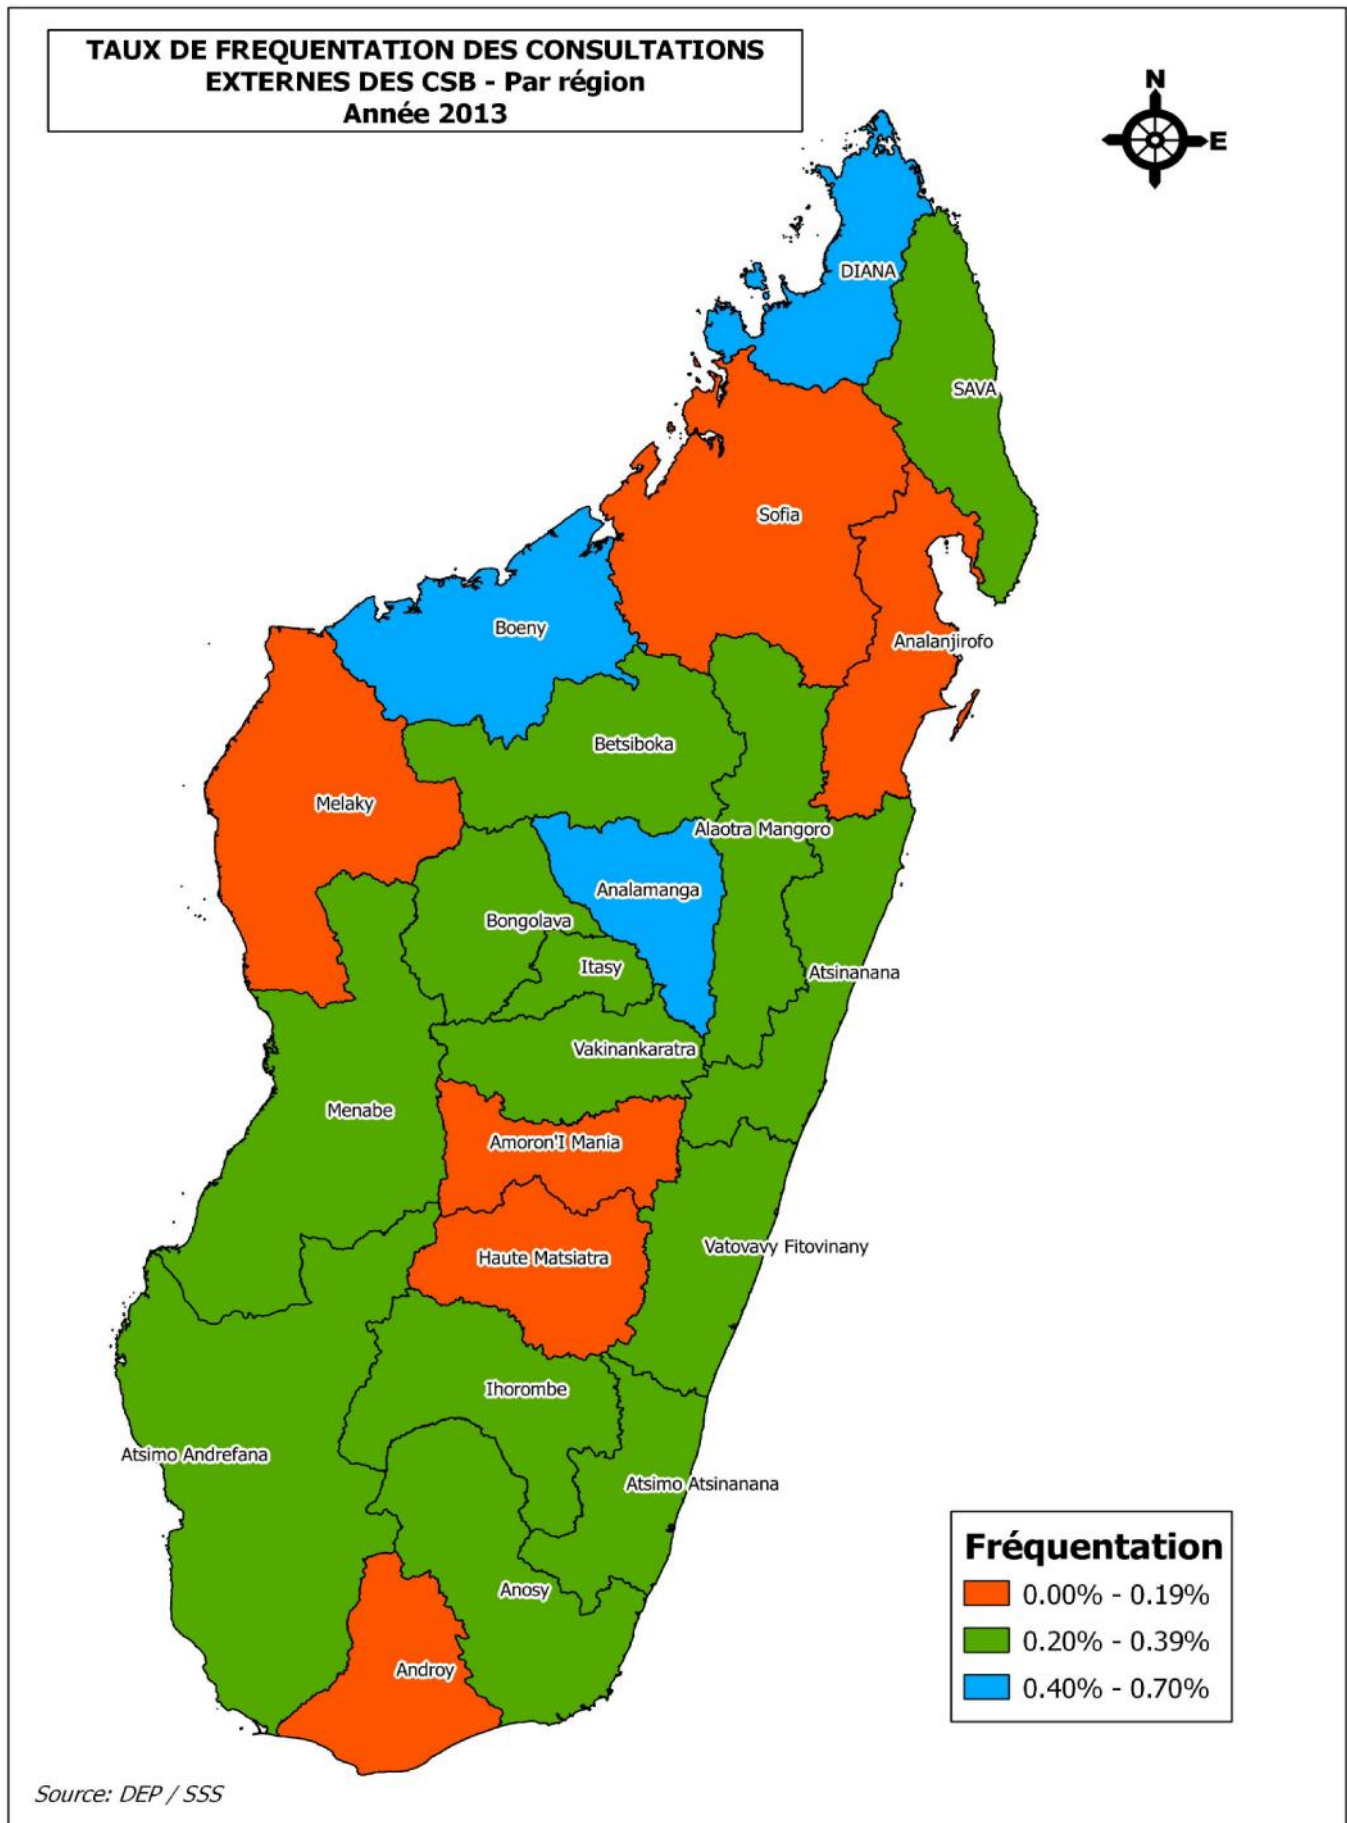 TAUX DE FREQUENTATION DES CONSULTATIONS
EXTERNES DES CSB - Par région
Année 2013
N
E
DIANA
SAVA
Sofia
Boeny
Analanjirofo
Betsiboka
Melaky
Alaotra Mangoro
Analamanga
Bongolava
Itasy
Atsinanana
Vakinankaratra
Menabe
Amoron'I Mania
Vatovavy Fitovinany
Haute Matsiatra
Ihorombe
Atsimo Andrefana
Atsimo Atsinanana
Anosy
Androy
Fréquentation
0.00% - 0.19%
0.20% - 0.39%
0.40% - 0.70%
Source: DEP / SSS